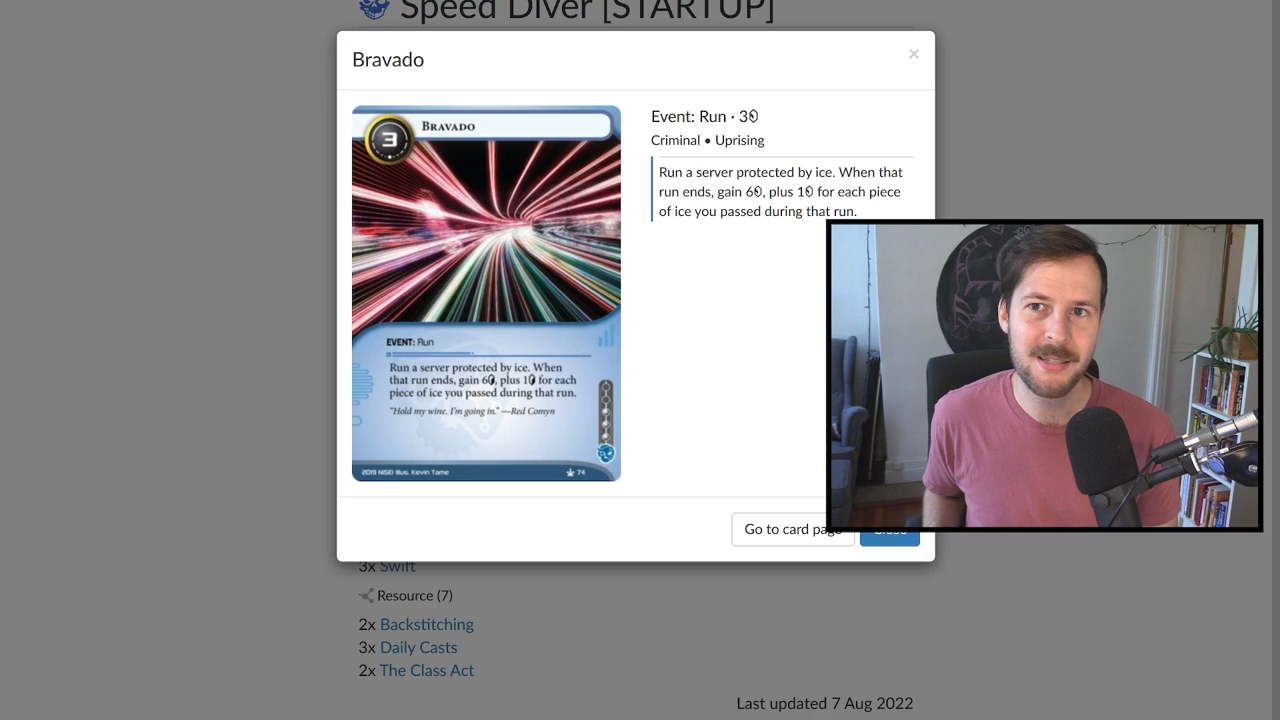 Speed Diver [STARTUP]
Bravado
×
3
BRAVADO
EVENT: Run
Run a server protected by ice. When
that run ends, gain 6, plus 1 for each
piece of ice you passed during that run.
"Hold my wine. I'm going in." —Red Comyn
2019 NISEI Illus. Kevin Tame
74
Event: Run · 3
Criminal • Uprising
Run a server protected by ice. When that
run ends, gain 6, plus 1 for each piece
of ice you passed during that run.
Go to card page
Close
3x Swift
Resource (7)
2x Backstitching
3x Daily Casts
2x The Class Act
Last updated 7 Aug 2022